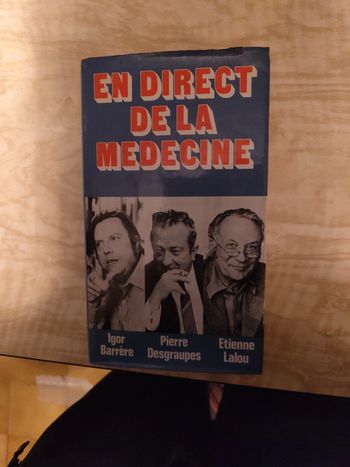 EN DIRECT
DE LA
MEDECINE
Igor
Barrère
Pierre
Desgraupes
Etienne
Lalou